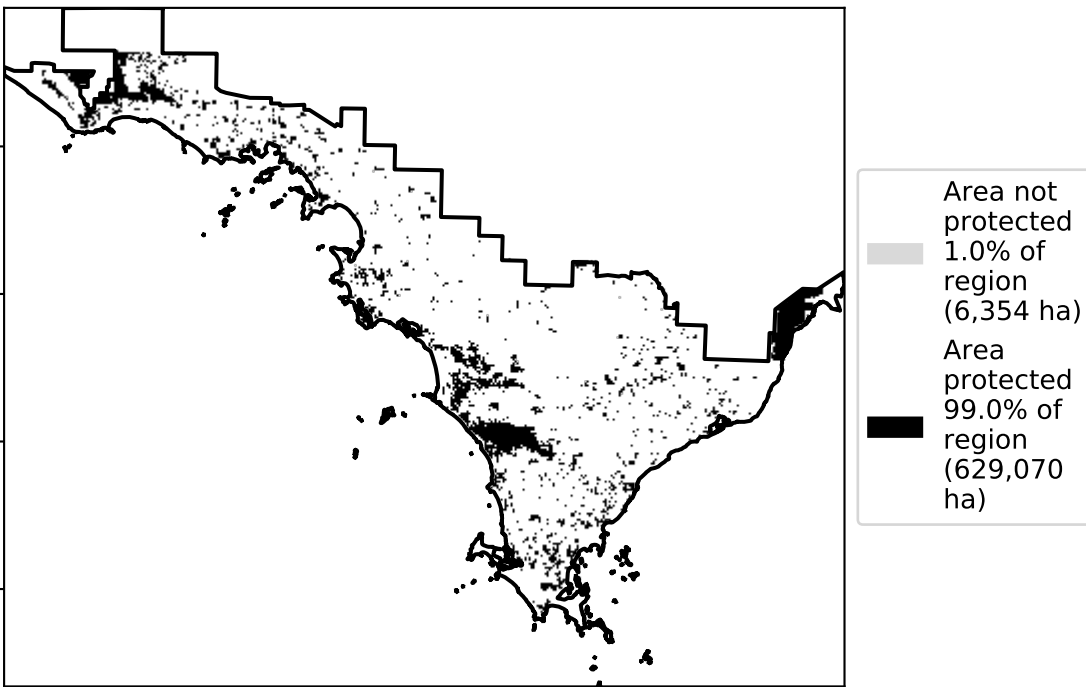 Area not
protected
1.0% of
region
(6,354 ha)
Area
protected
99.0% of
region
(629,070
ha)